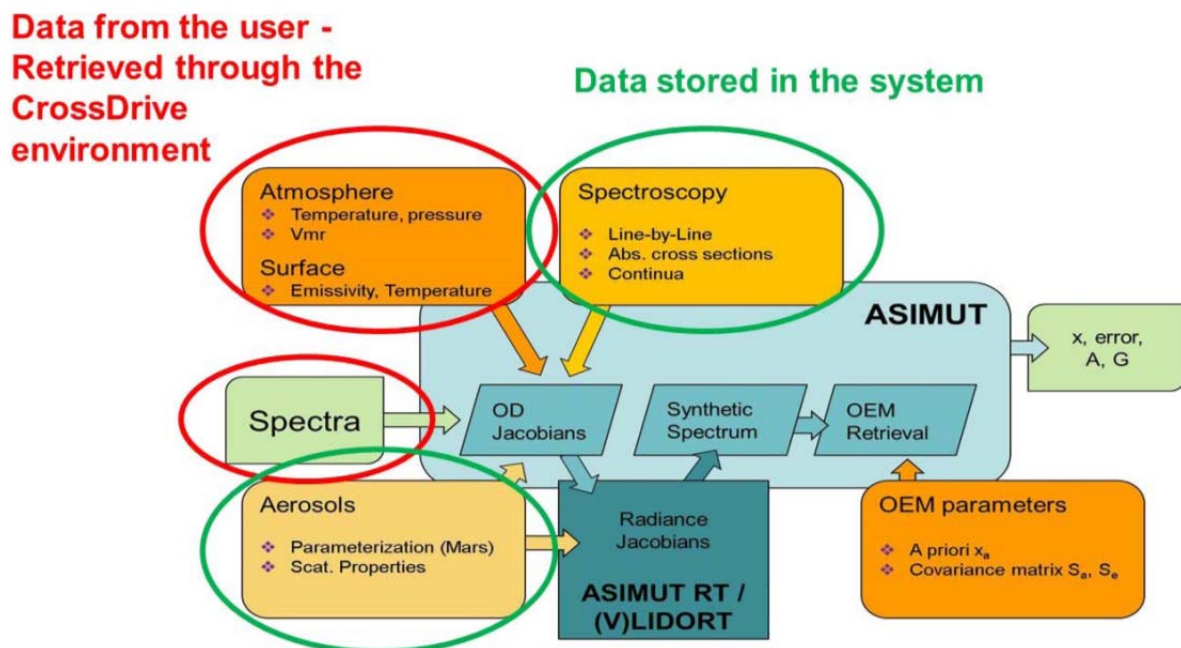 Data from the user -
Retrieved through the
CrossDrive
environment
Data stored in the system
Atmosphere
Temperature, pressure
Vmr
Surface
Emissivity, Temperature
Spectroscopy
Line-by-Line
Abs. cross sections
Continua
ASIMUT
x, error,
A, G
Spectra
OD
Jacobians
Synthetic
Spectrum
OEM
Retrieval
Aerosols
Parameterization (Mars)
Scat. Properties
Radiance
Jacobians
ASIMUT RT /
(V)LIDORT
OEM parameters
A priori xₐ
Covariance matrix Sₐ, Sₑ